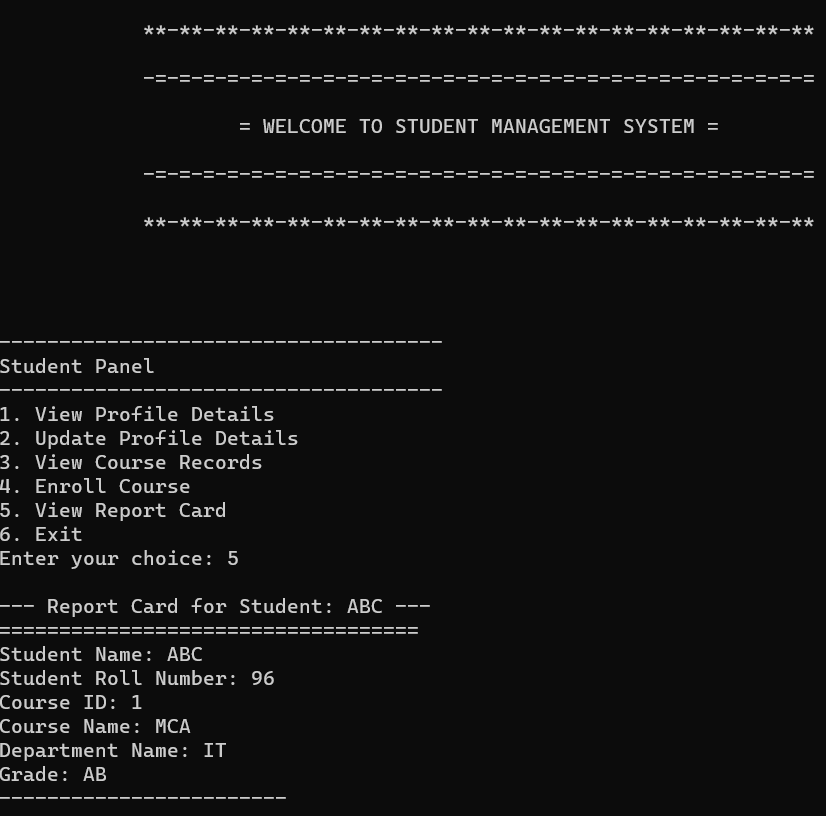 **-**-**-**-**-**-**-**-**-**-**-**-**-**-**-**-**-**-**
-=-=-=-=-=-=-=-=-=-=-=-=-=-=-=-=-=-=-=-=-=-=-=-=-=-=-=-=
= WELCOME TO STUDENT MANAGEMENT SYSTEM =
-=-=-=-=-=-=-=-=-=-=-=-=-=-=-=-=-=-=-=-=-=-=-=-=-=-=-=-=
**-**-**-**-**-**-**-**-**-**-**-**-**-**-**-**-**-**-**
-------------------------------------
Student Panel
-------------------------------------
1. View Profile Details
2. Update Profile Details
3. View Course Records
4. Enroll Course
5. View Report Card
6. Exit
Enter your choice: 5
--- Report Card for Student: ABC ---
===================================
Student Name: ABC
Student Roll Number: 96
Course ID: 1
Course Name: MCA
Department Name: IT
Grade: AB
------------------------